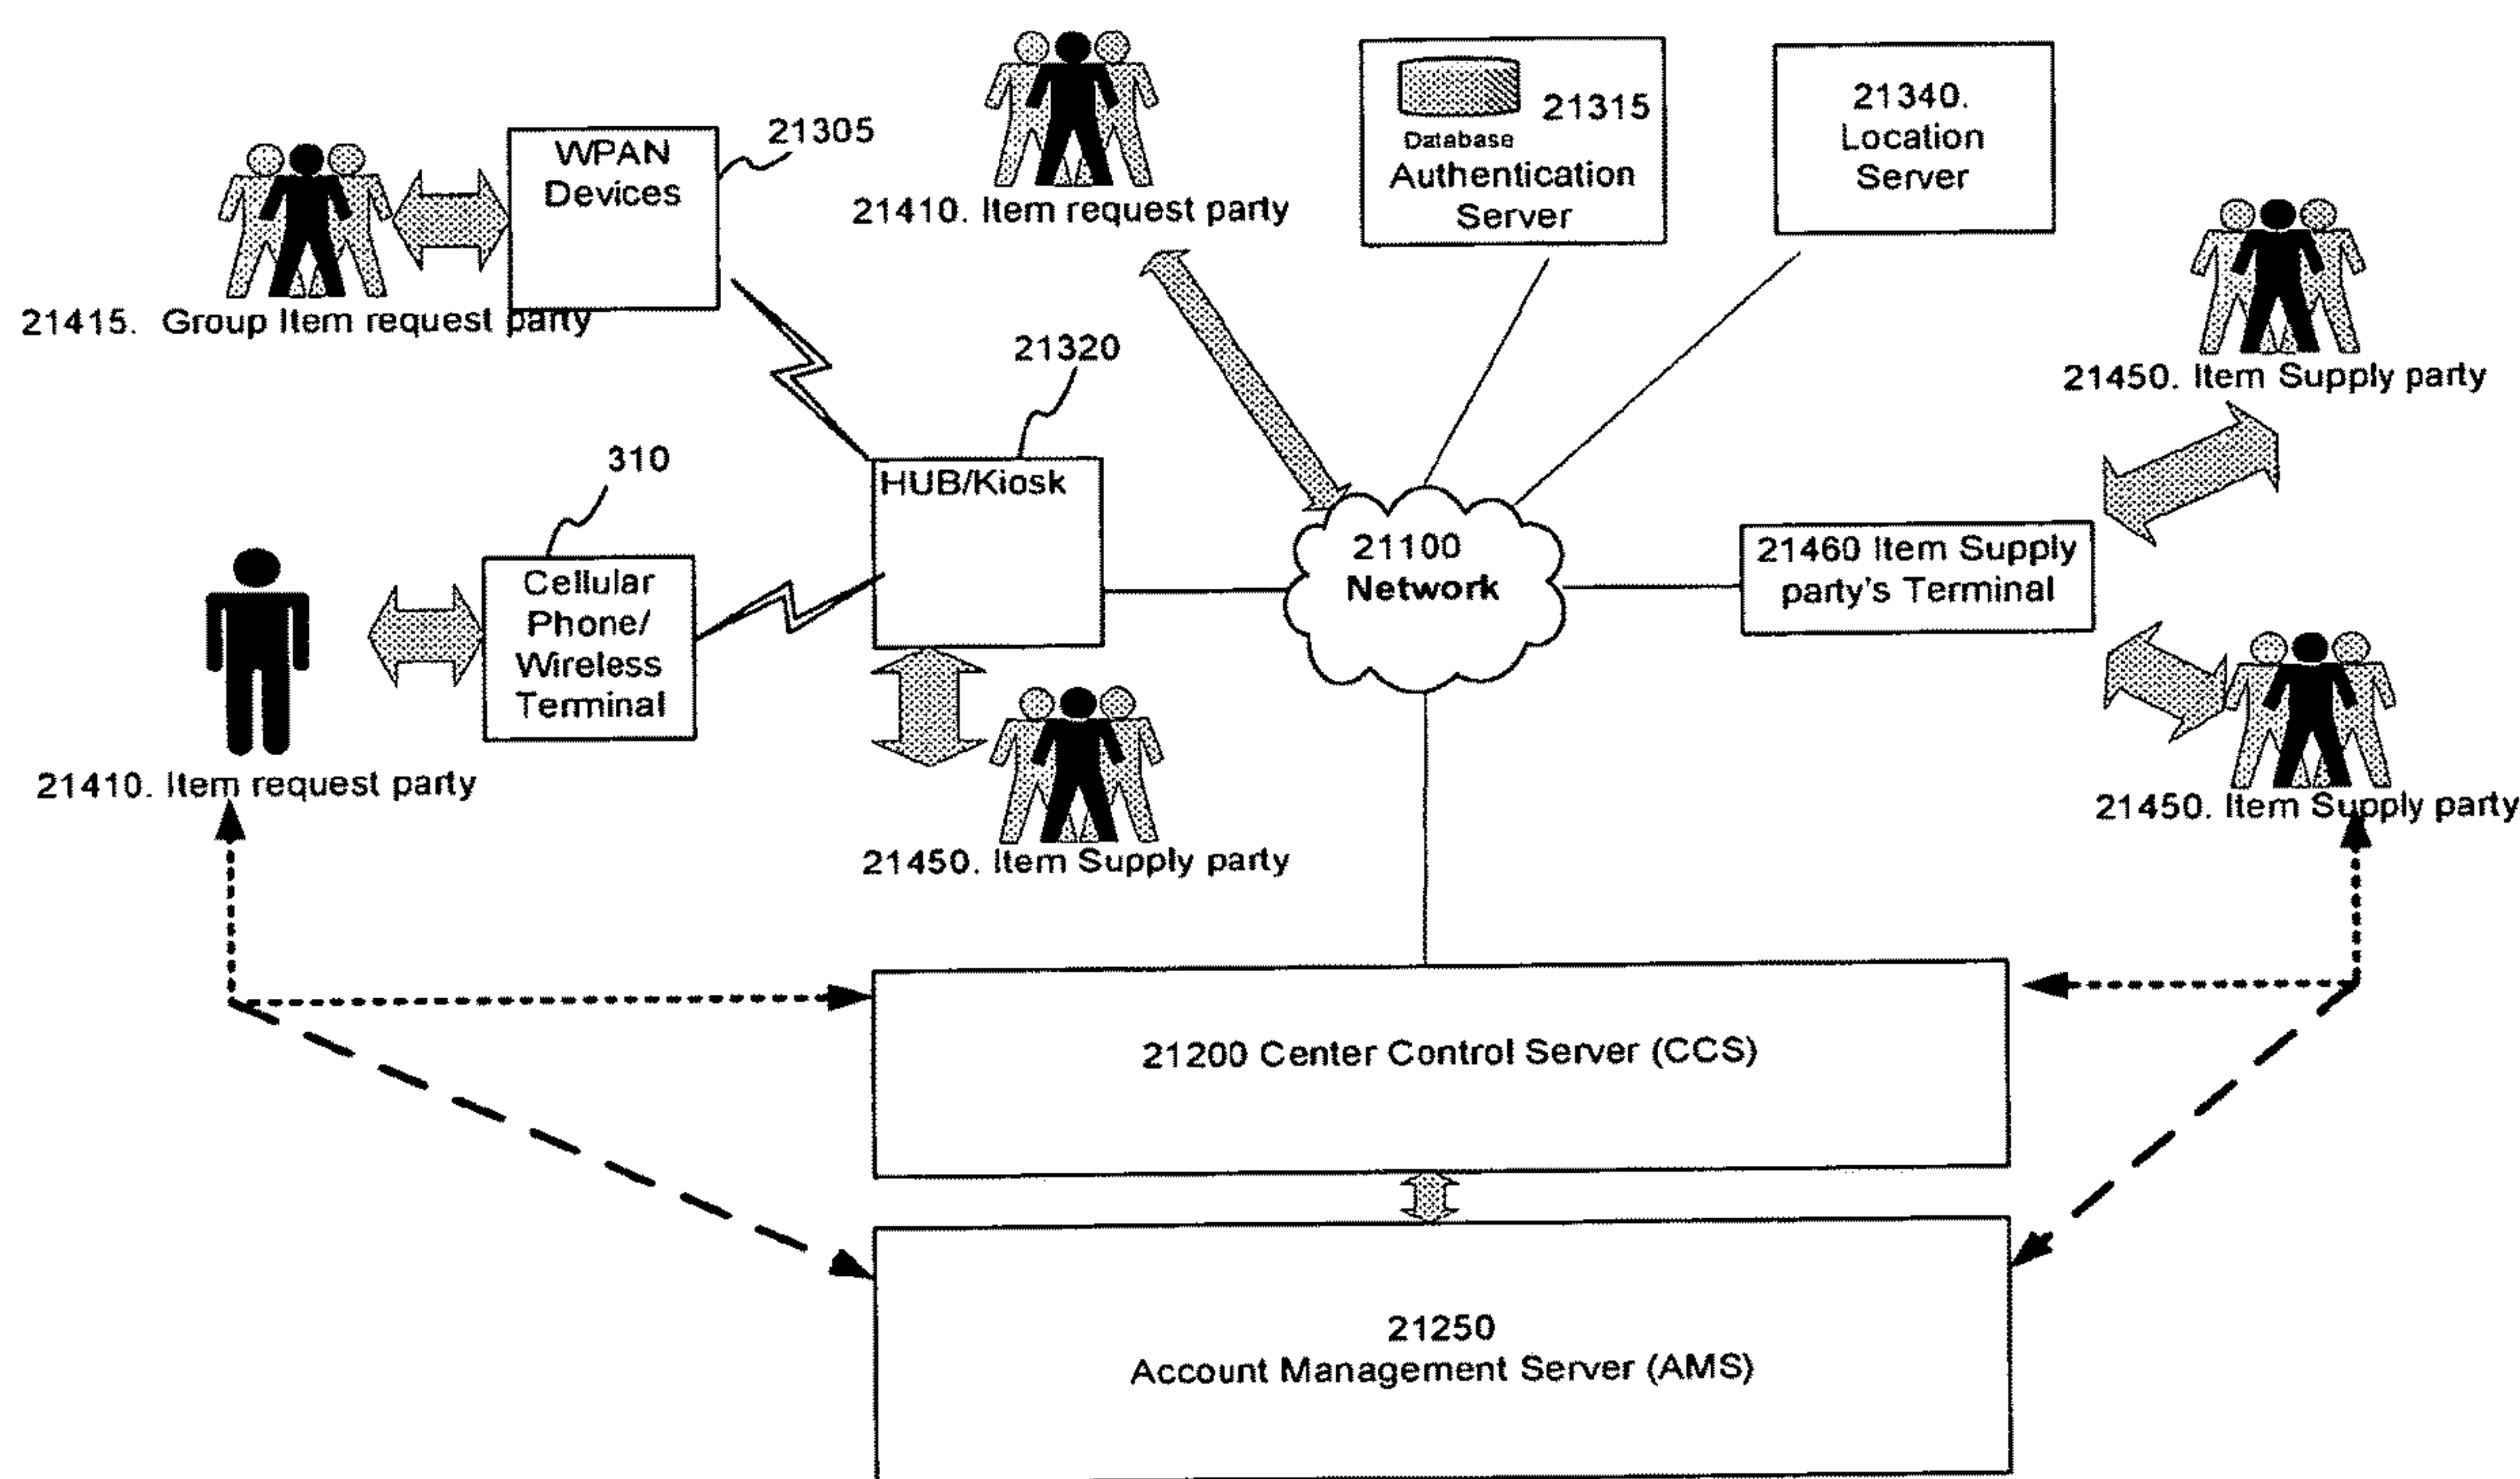 21305
WPAN
Devices
21415. Group Item request party
21410. Item request party
Database
21315
Authentication
Server
21340.
Location
Server
21450. Item Supply party
21320
HUB/Kiosk
310
Cellular
Phone/
Wireless
Terminal
21410. Item request party
21450. Item Supply party
21100
Network
21460 Item Supply
party's Terminal
21450. Item Supply party
21200 Center Control Server (CCS)
21250
Account Management Server (AMS)